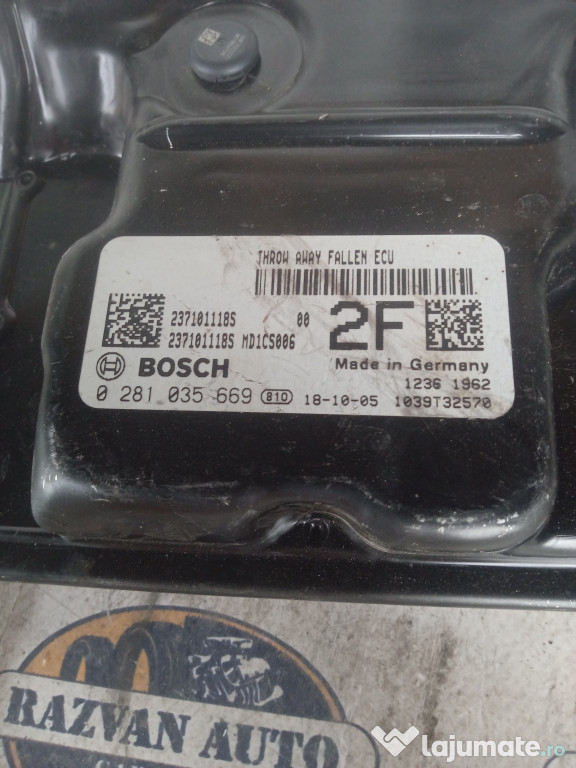 THROW AWAY FALLEN ECU
237101118S 00
237101118S MD1CS006
2F
Made in Germany
BOSCH
1236 1962
0 281 035 669 810 18-10-05 1039T32570
RAZVAN AUTO
lajumate.ro